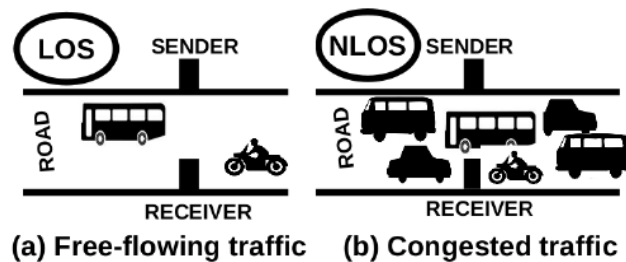 LOS
SENDER
ROAD
RECEIVER
(a) Free-flowing traffic
NLOS
SENDER
ROAD
RECEIVER
(b) Congested traffic